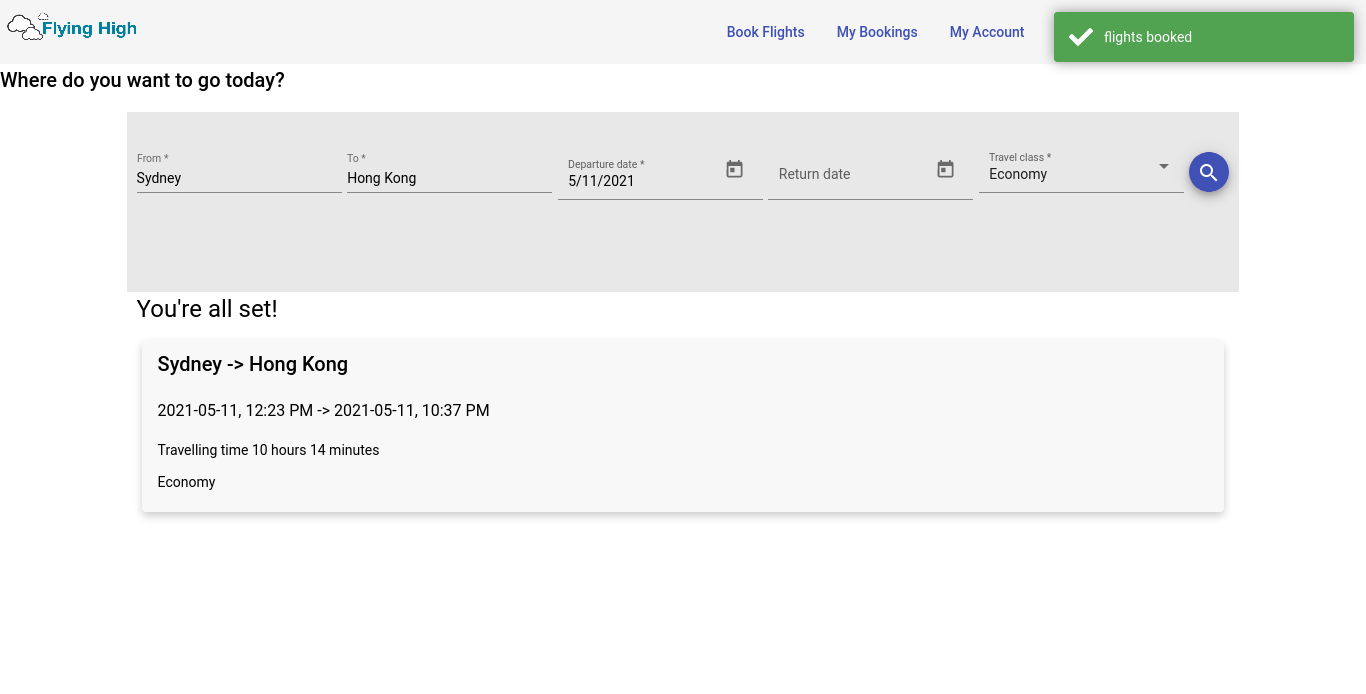 Flying High
Book Flights My Bookings My Account
flights booked
Where do you want to go today?
From * To * Departure date * Travel class *
Sydney Hong Kong 5/11/2021 Return date Economy
You're all set!
Sydney -> Hong Kong
2021-05-11, 12:23 PM -> 2021-05-11, 10:37 PM
Travelling time 10 hours 14 minutes
Economy